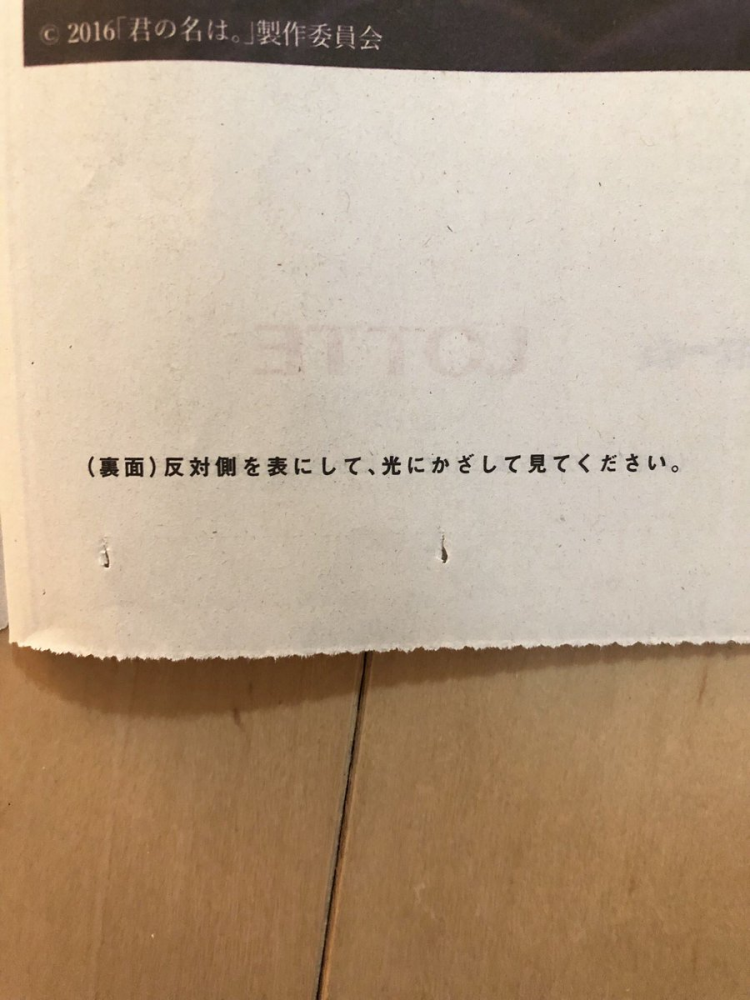 © 2016「君の名は。」製作委員会
LOTTE
(裏面)反対側を表にして、光にかざして見てください。